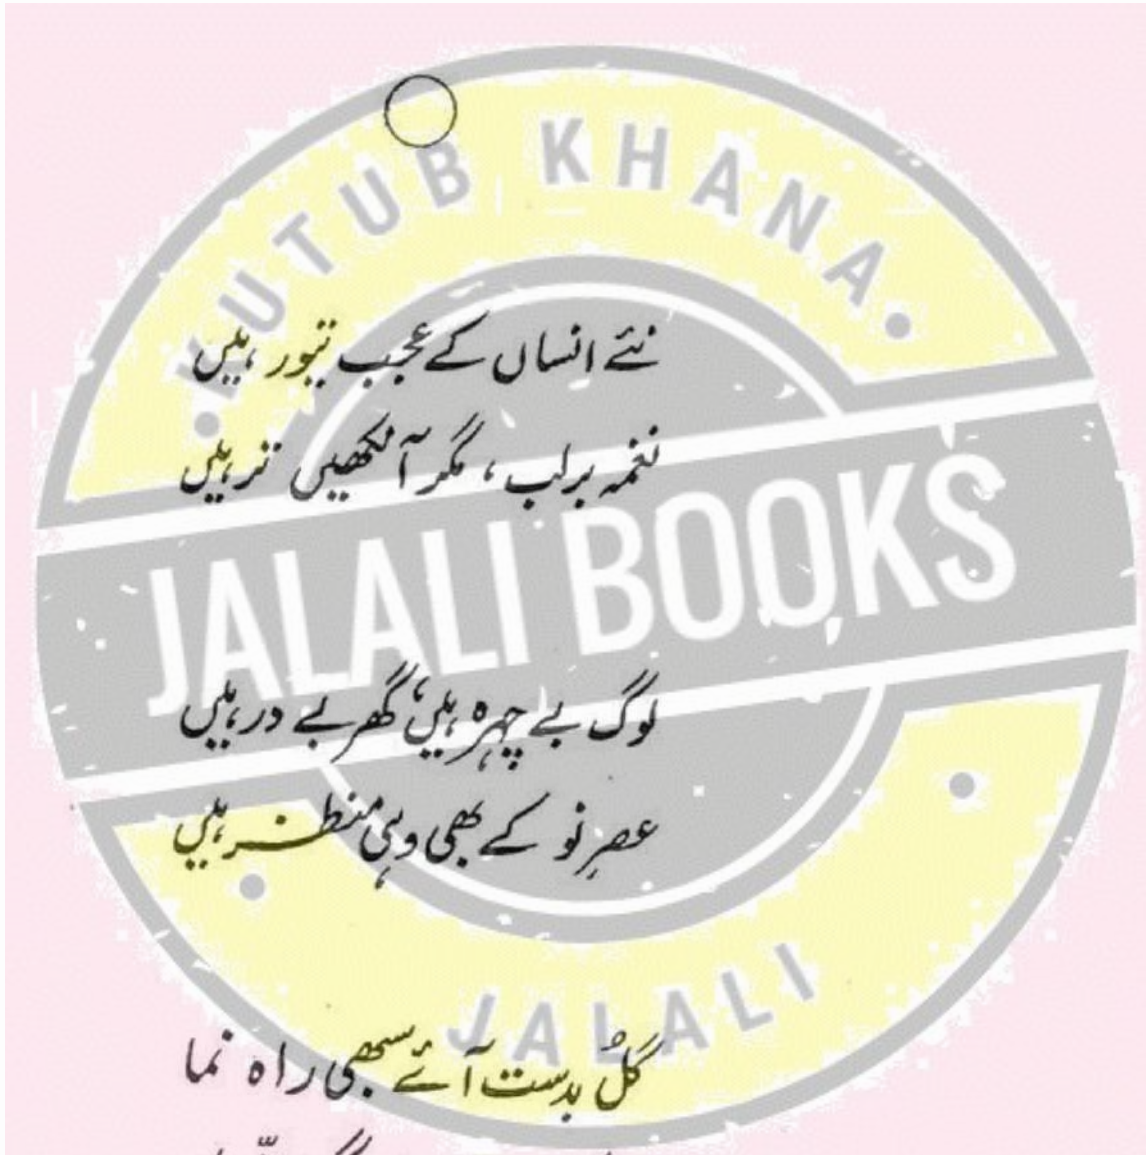 KUTUB KHANA
نئے انساں کے عجب تیور ہیں
نغمہ برلب ، مگر آنکھیں تر ہیں
JALALI BOOKS
لوگ بے چہرہ ہیں، گھر بے در ہیں
عصرِ نو کے بھی وہی منظر ہیں
JALALI
گُل بدست آئے سبھی راہ نما